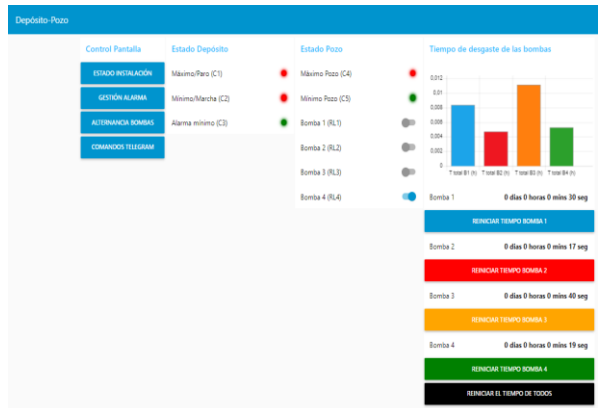 Depósito-Pozo
Control Pantalla
ESTADO INSTALACIÓN
GESTIÓN ALARMA
ALTERNANCIA BOMBAS
COMANDOS TELEGRAM
Estado Depósito
Máximo/Paro (C1)
Mínimo/Marcha (C2)
Alarma mínimo (C3)
Estado Pozo
Máximo Pozo (C4)
Mínimo Pozo (C5)
Bomba 1 (RL1)
Bomba 2 (RL2)
Bomba 3 (RL3)
Bomba 4 (RL4)
Tiempo de desgaste de las bombas
0,012
0,01
0,008
0,006
0,004
0,002
0
T total B1 (h) T total B2 (h) T total B3 (h) T total B4 (h)
Bomba 1 0 dias 0 horas 0 mins 30 seg
REINICIAR TIEMPO BOMBA 1
Bomba 2 0 dias 0 horas 0 mins 17 seg
REINICIAR TIEMPO BOMBA 2
Bomba 3 0 dias 0 horas 0 mins 40 seg
REINICIAR TIEMPO BOMBA 3
Bomba 4 0 dias 0 horas 0 mins 19 seg
REINICIAR TIEMPO BOMBA 4
REINICIAR EL TIEMPO DE TODOS